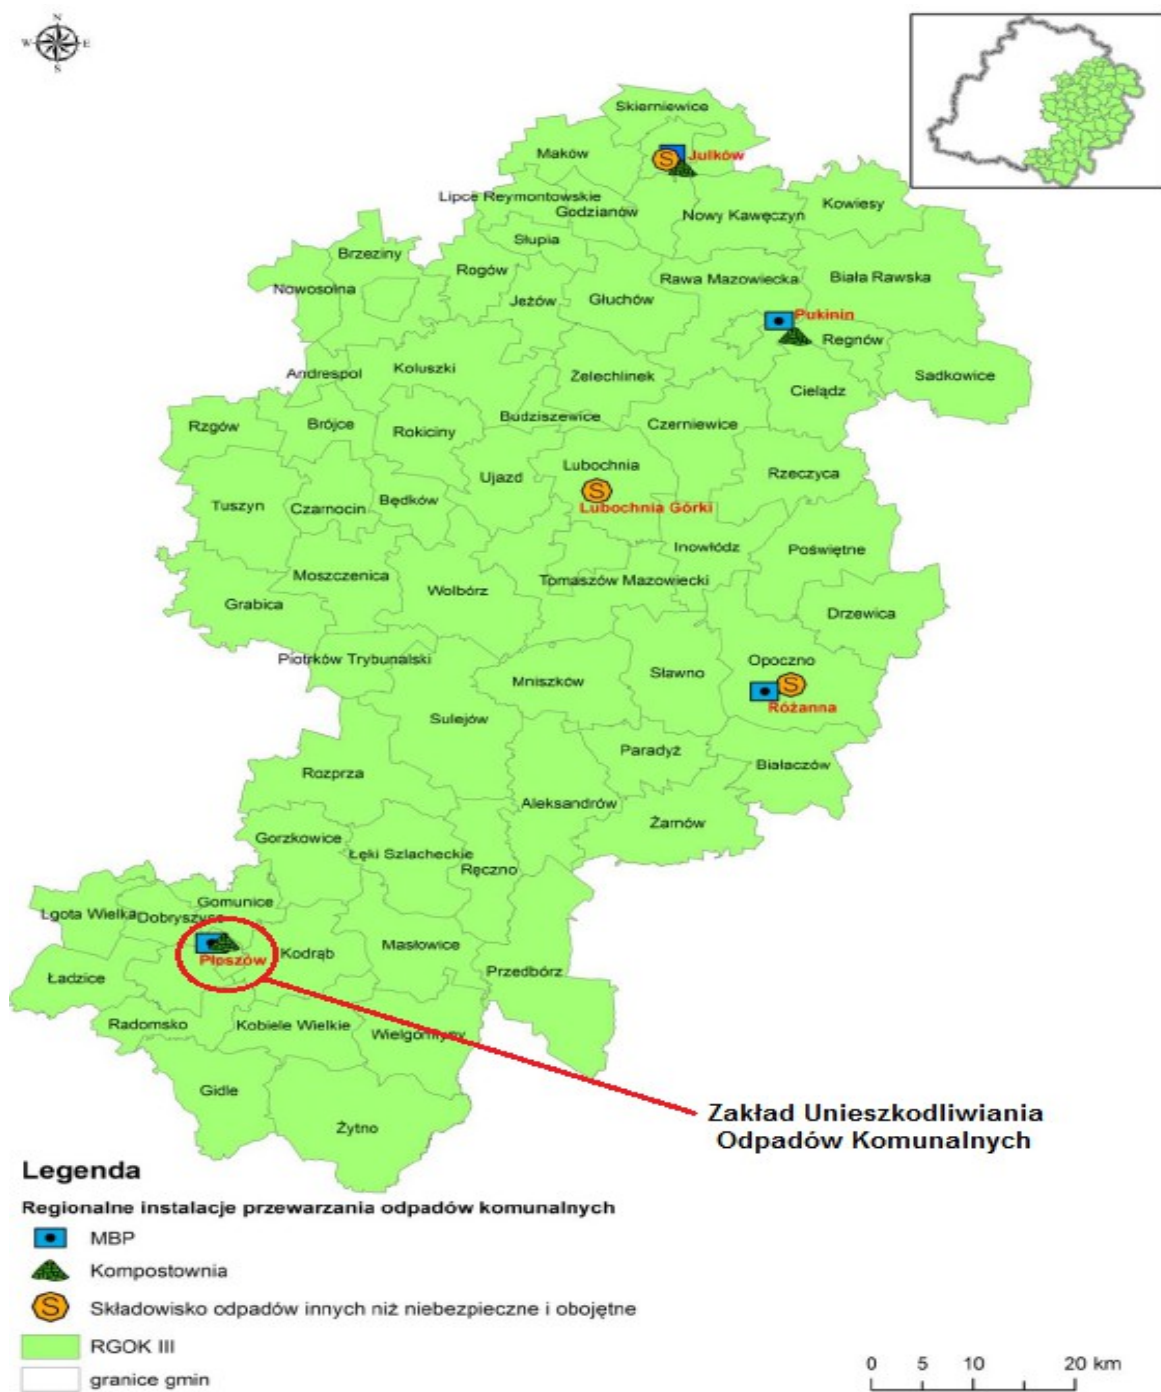 N
W E
S
Skierniewice
Maków
Julków
Lipce Reymontowskie
Godzianów
Nowy Kawęczyn
Kowiesy
Słupia
Brzeziny
Rogów
Rawa Mazowiecka
Biała Rawska
Nowosolna
Jeżów
Głuchów
Pukinin
Regnów
Andrespol
Koluszki
Żelechlinek
Cielądz
Sadkowice
Budziszewice
Czerniewice
Rzgów
Brójce
Rokiciny
Lubochnia
Rzeczyca
Ujazd
Tuszyn
Czarnocin
Będków
Lubochnia Górki
Inowłódz
Poświętne
Moszczenica
Wolbórz
Tomaszów Mazowiecki
Grabica
Drzewica
Piotrków Trybunalski
Opoczno
Mniszków
Sławno
Różanna
Sulejów
Paradyż
Białaczów
Rozprza
Aleksandrów
Żarnów
Gorzkowice
Łęki Szlacheckie
Ręczno
Gomunice
Lgota Wielka
Dobryszyce
Kodrąb
Masłowice
Płoszów
Przedbórz
Ładzice
Radomsko
Kobiele Wielkie
Wielgomłyny
Gidle
Żytno
Zakład Unieszkodliwiania
Odpadów Komunalnych
Legenda
Regionalne instalacje przewarzania odpadów komunalnych
MBP
Kompostownia
S Składowisko odpadów innych niż niebezpieczne i obojętne
RGOK III
granice gmin
0 5 10 20 km